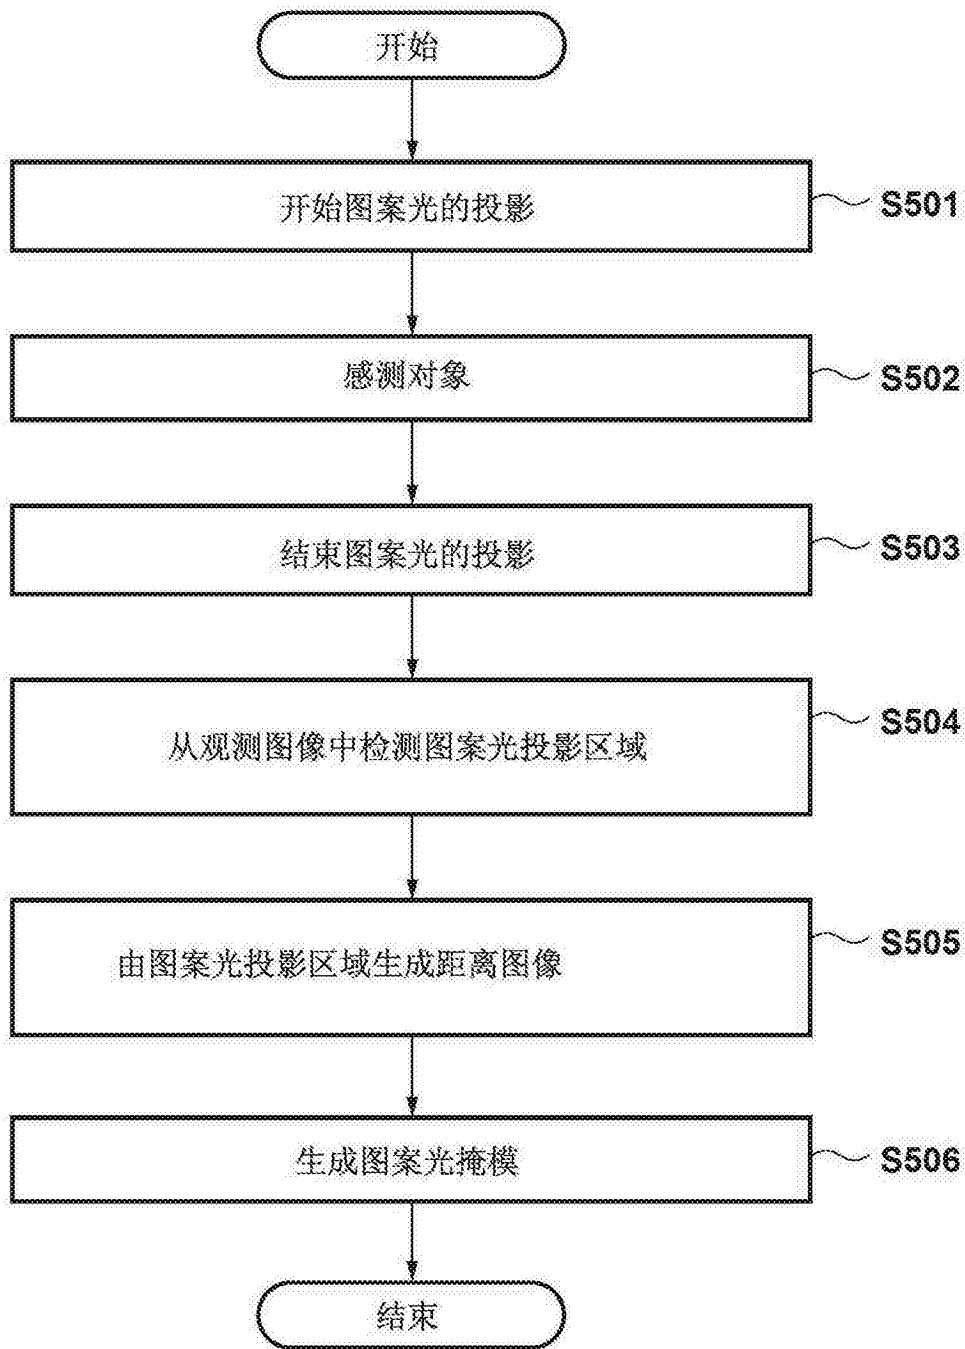 开始
开始图案光的投影
S501
感测对象
S502
结束图案光的投影
S503
从观测图像中检测图案光投影区域
S504
由图案光投影区域生成距离图像
S505
生成图案光掩模
S506
结束